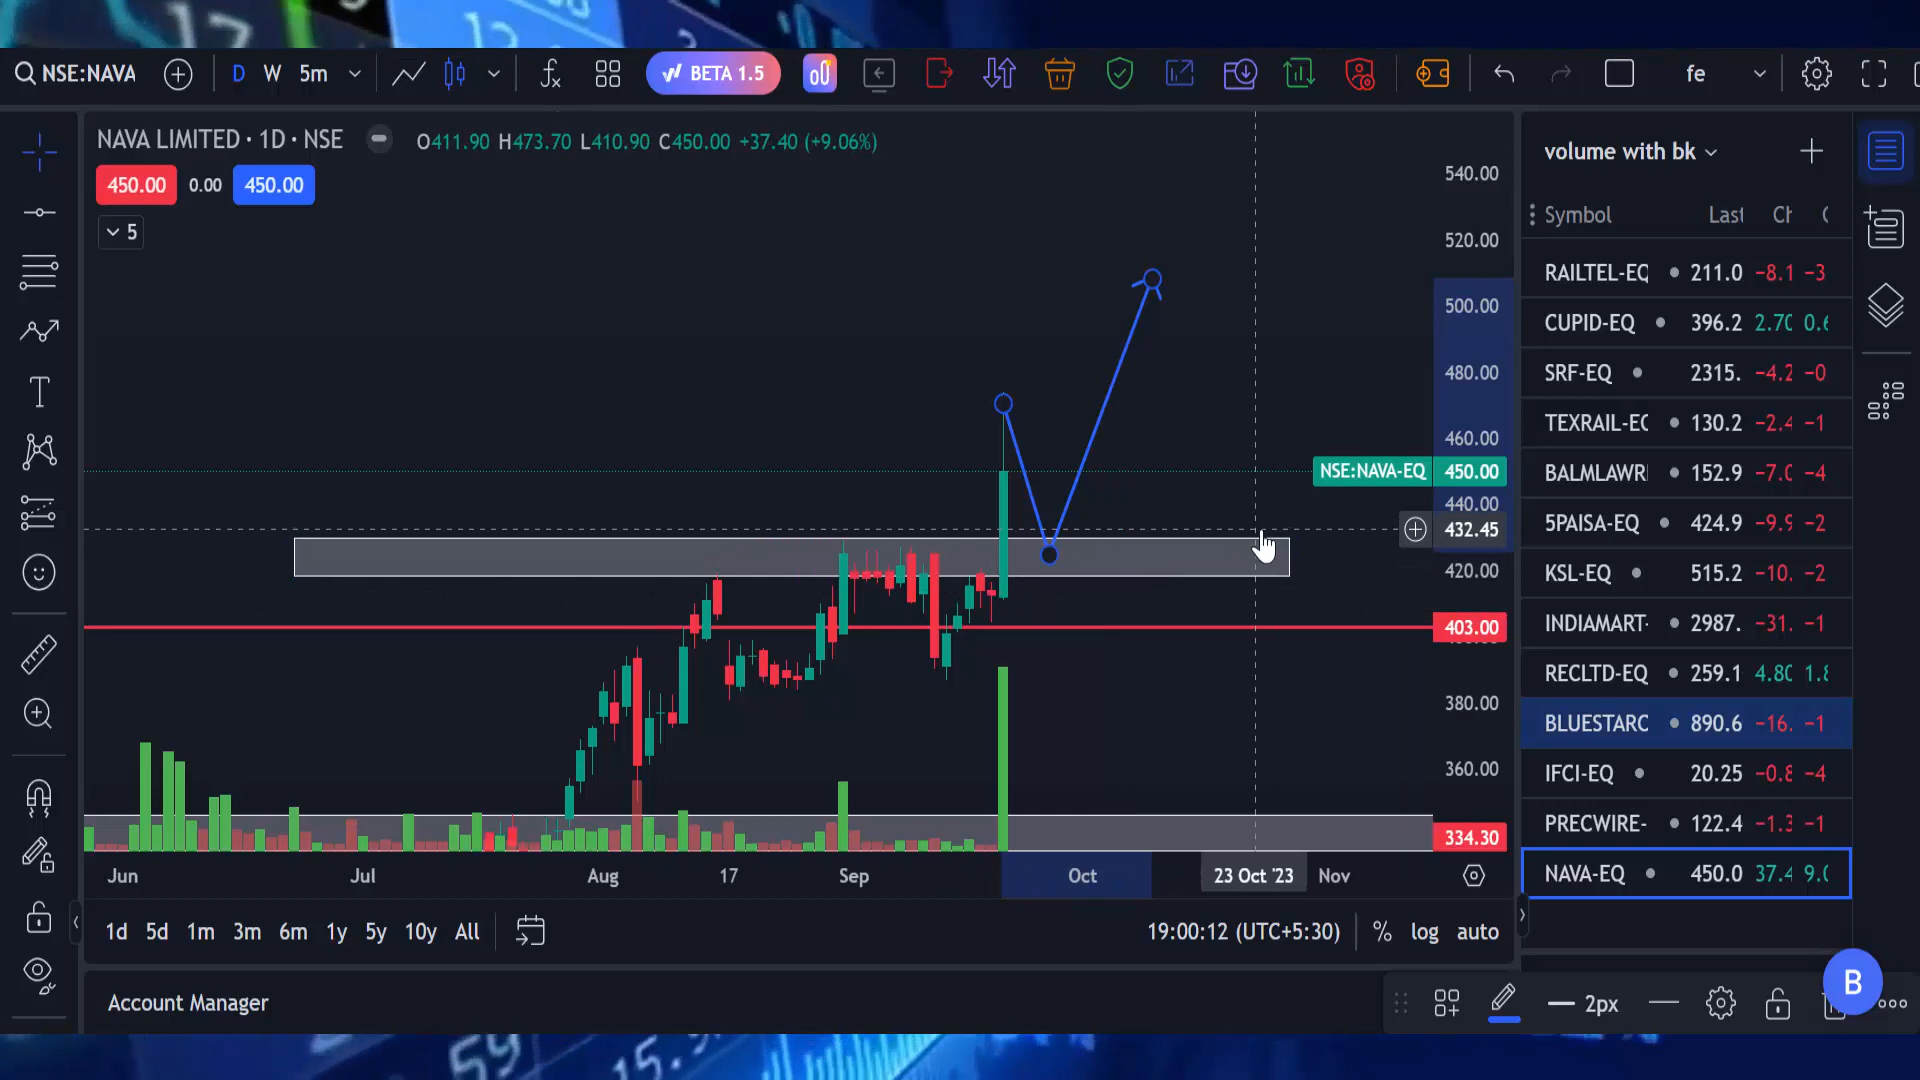 NSE:NAVA D W 5m fx BETA 1.5 fe
NAVA LIMITED · 1D · NSE O411.90 H473.70 L410.90 C450.00 +37.40 (+9.06%)
450.00 0.00 450.00
5
540.00
520.00
500.00
480.00
460.00
NSE:NAVA-EQ 450.00
440.00
432.45
420.00
403.00
380.00
360.00
334.30
Jun Jul Aug 17 Sep Oct 23 Oct '23 Nov
1d 5d 1m 3m 6m 1y 5y 10y All 19:00:12 (UTC+5:30) % log auto
Account Manager
volume with bk
Symbol Last
RAILTEL-EQ 211.0 −8.1 −3
CUPID-EQ 396.2 2.70 0.6
SRF-EQ 2315. −4.2 −0
TEXRAIL-EQ 130.2 −2.4 −1
BALMLAWRI 152.9 −7.0 −4
5PAISA-EQ 424.9 −9.9 −2
KSL-EQ 515.2 −10. −2
INDIAMART- 2987. −31. −1
RECLTD-EQ 259.1 4.80 1.8
BLUESTARC 890.6 −16. −1
IFCI-EQ 20.25 −0.8 −4
PRECWIRE- 122.4 −1.3 −1
NAVA-EQ 450.0 37.4 9.0
2px
B
17
59
15.9